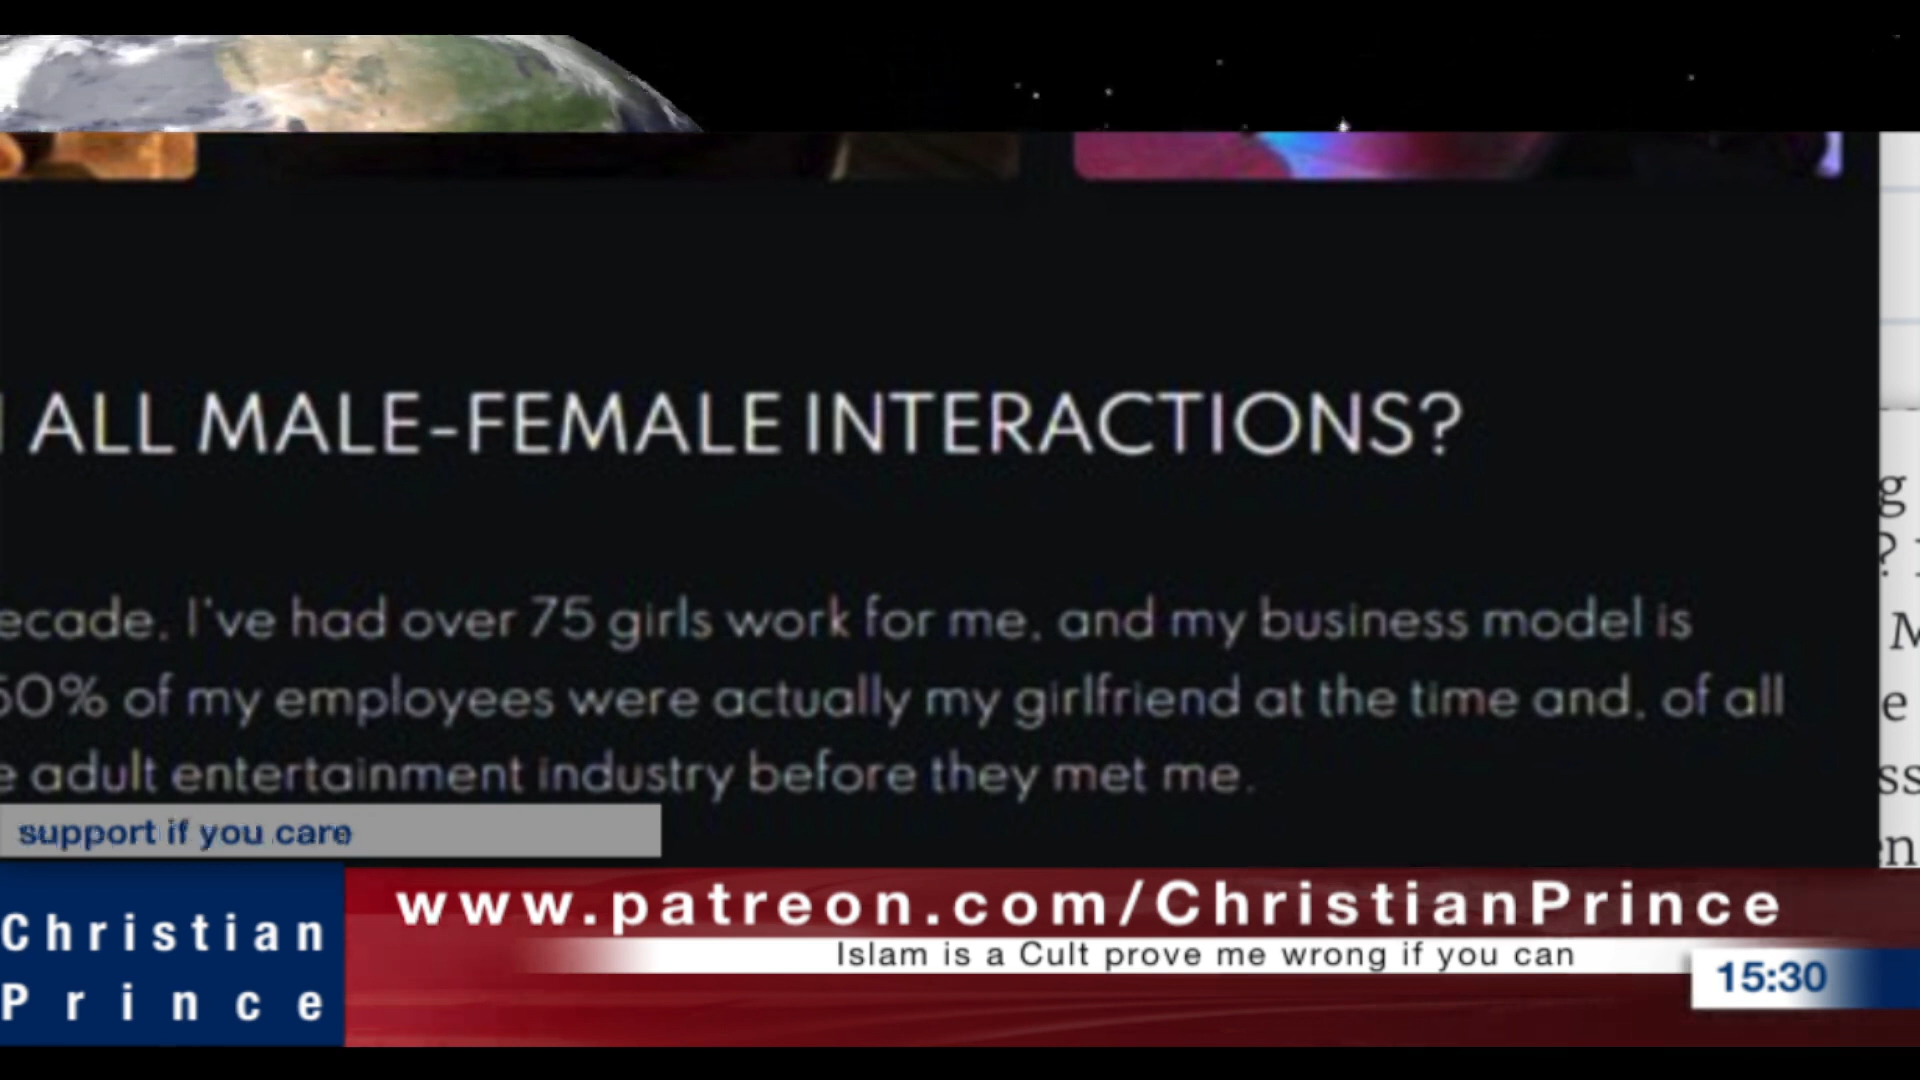 ALL MALE-FEMALE INTERACTIONS?
ecade, I've had over 75 girls work for me, and my business model is
50% of my employees were actually my girlfriend at the time and, of all
e adult entertainment industry before they met me.
g
?
M
e
ss
en
support if you care
Christian
Prince
www.patreon.com/ChristianPrince
Islam is a Cult prove me wrong if you can
15:30